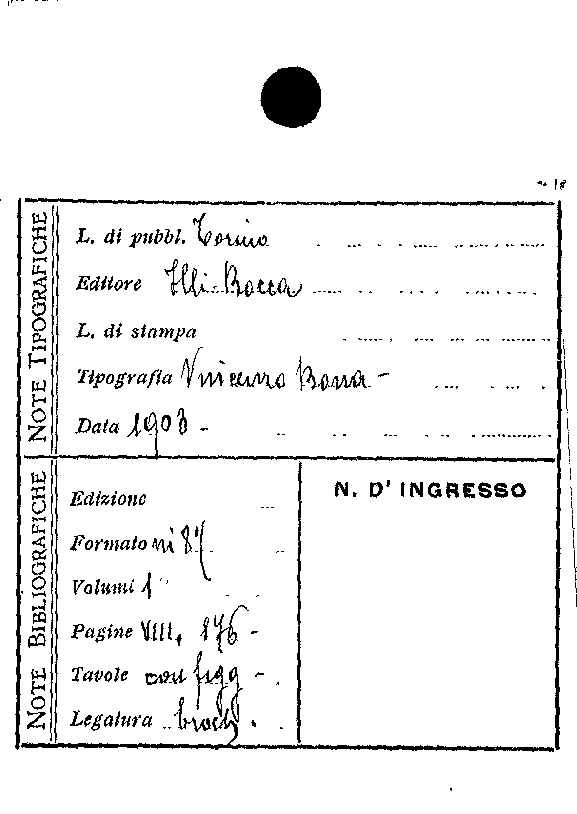 NOTE TIPOGRAFICHE
L. di pubbl. Torino
Editore Flli. Bocca
L. di stampa
Tipografia Vincenzo Bona -
Data 1903 -
NOTE BIBLIOGRAFICHE
Edizione
Formato in 8°
Volumi 1
Pagine VIII, 176 -
Tavole con figg -
Legatura broch.
N. D' INGRESSO